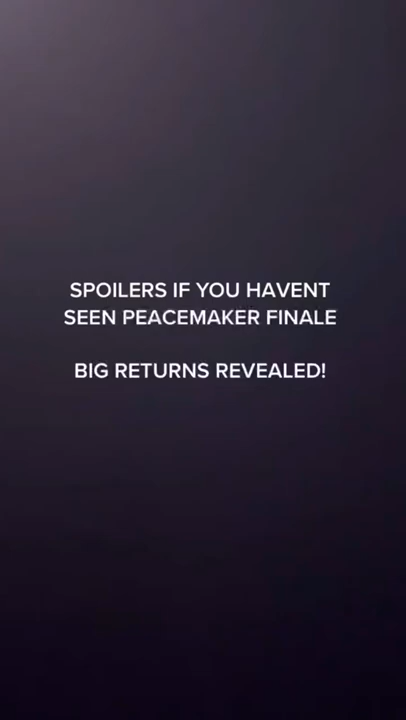 SPOILERS IF YOU HAVENT
SEEN PEACEMAKER FINALE
BIG RETURNS REVEALED!